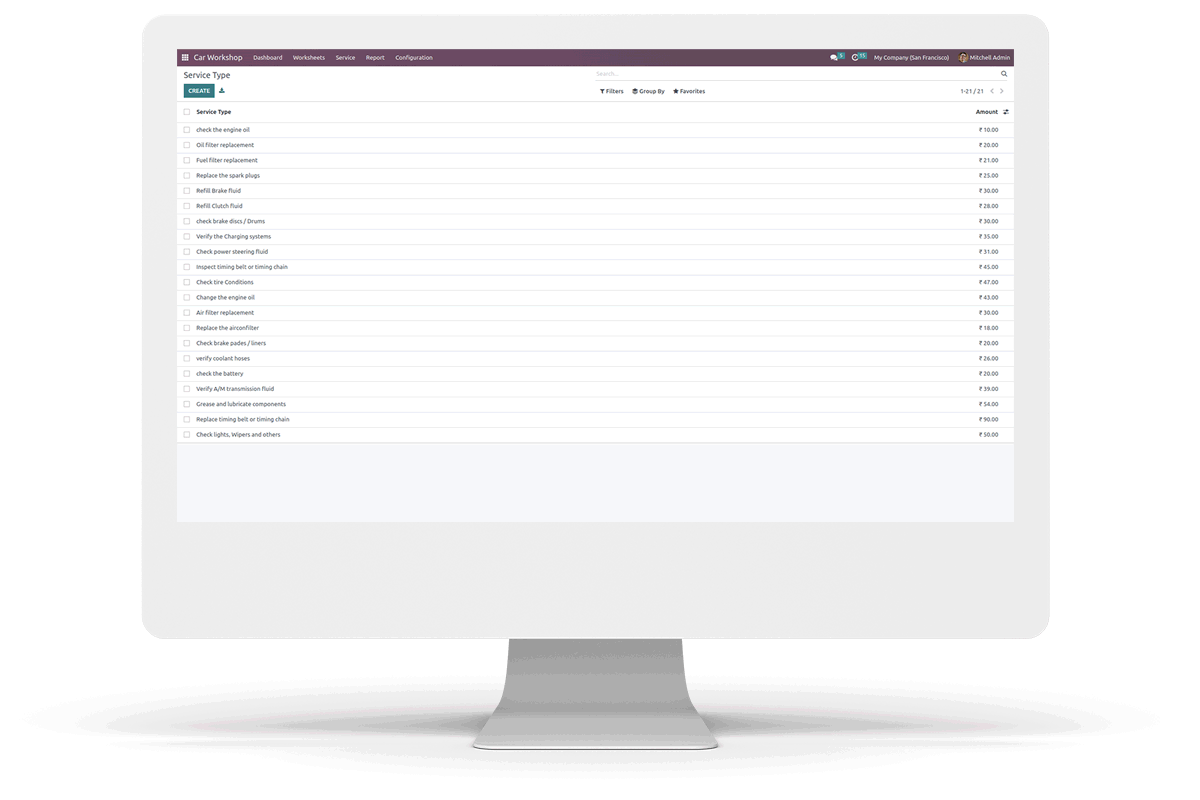 Car Workshop Dashboard Worksheets Service Report Configuration 5 15 My Company (San Francisco) Mitchell Admin
Service Type Search...
CREATE Filters Group By Favorites 1-21 / 21
Service Type Amount
check the engine oil ₹ 10.00
Oil filter replacement ₹ 20.00
Fuel filter replacement ₹ 21.00
Replace the spark plugs ₹ 25.00
Refill Brake fluid ₹ 30.00
Refill Clutch fluid ₹ 28.00
check brake discs / Drums ₹ 30.00
Verify the Charging systems ₹ 35.00
Check power steering fluid ₹ 31.00
Inspect timing belt or timing chain ₹ 45.00
Check tire Conditions ₹ 47.00
Change the engine oil ₹ 43.00
Air filter replacement ₹ 30.00
Replace the airconfilter ₹ 18.00
Check brake pades / liners ₹ 20.00
verify coolant hoses ₹ 26.00
check the battery ₹ 20.00
Verify A/M transmission fluid ₹ 39.00
Grease and lubricate components ₹ 54.00
Replace timing belt or timing chain ₹ 90.00
Check lights, Wipers and others ₹ 50.00